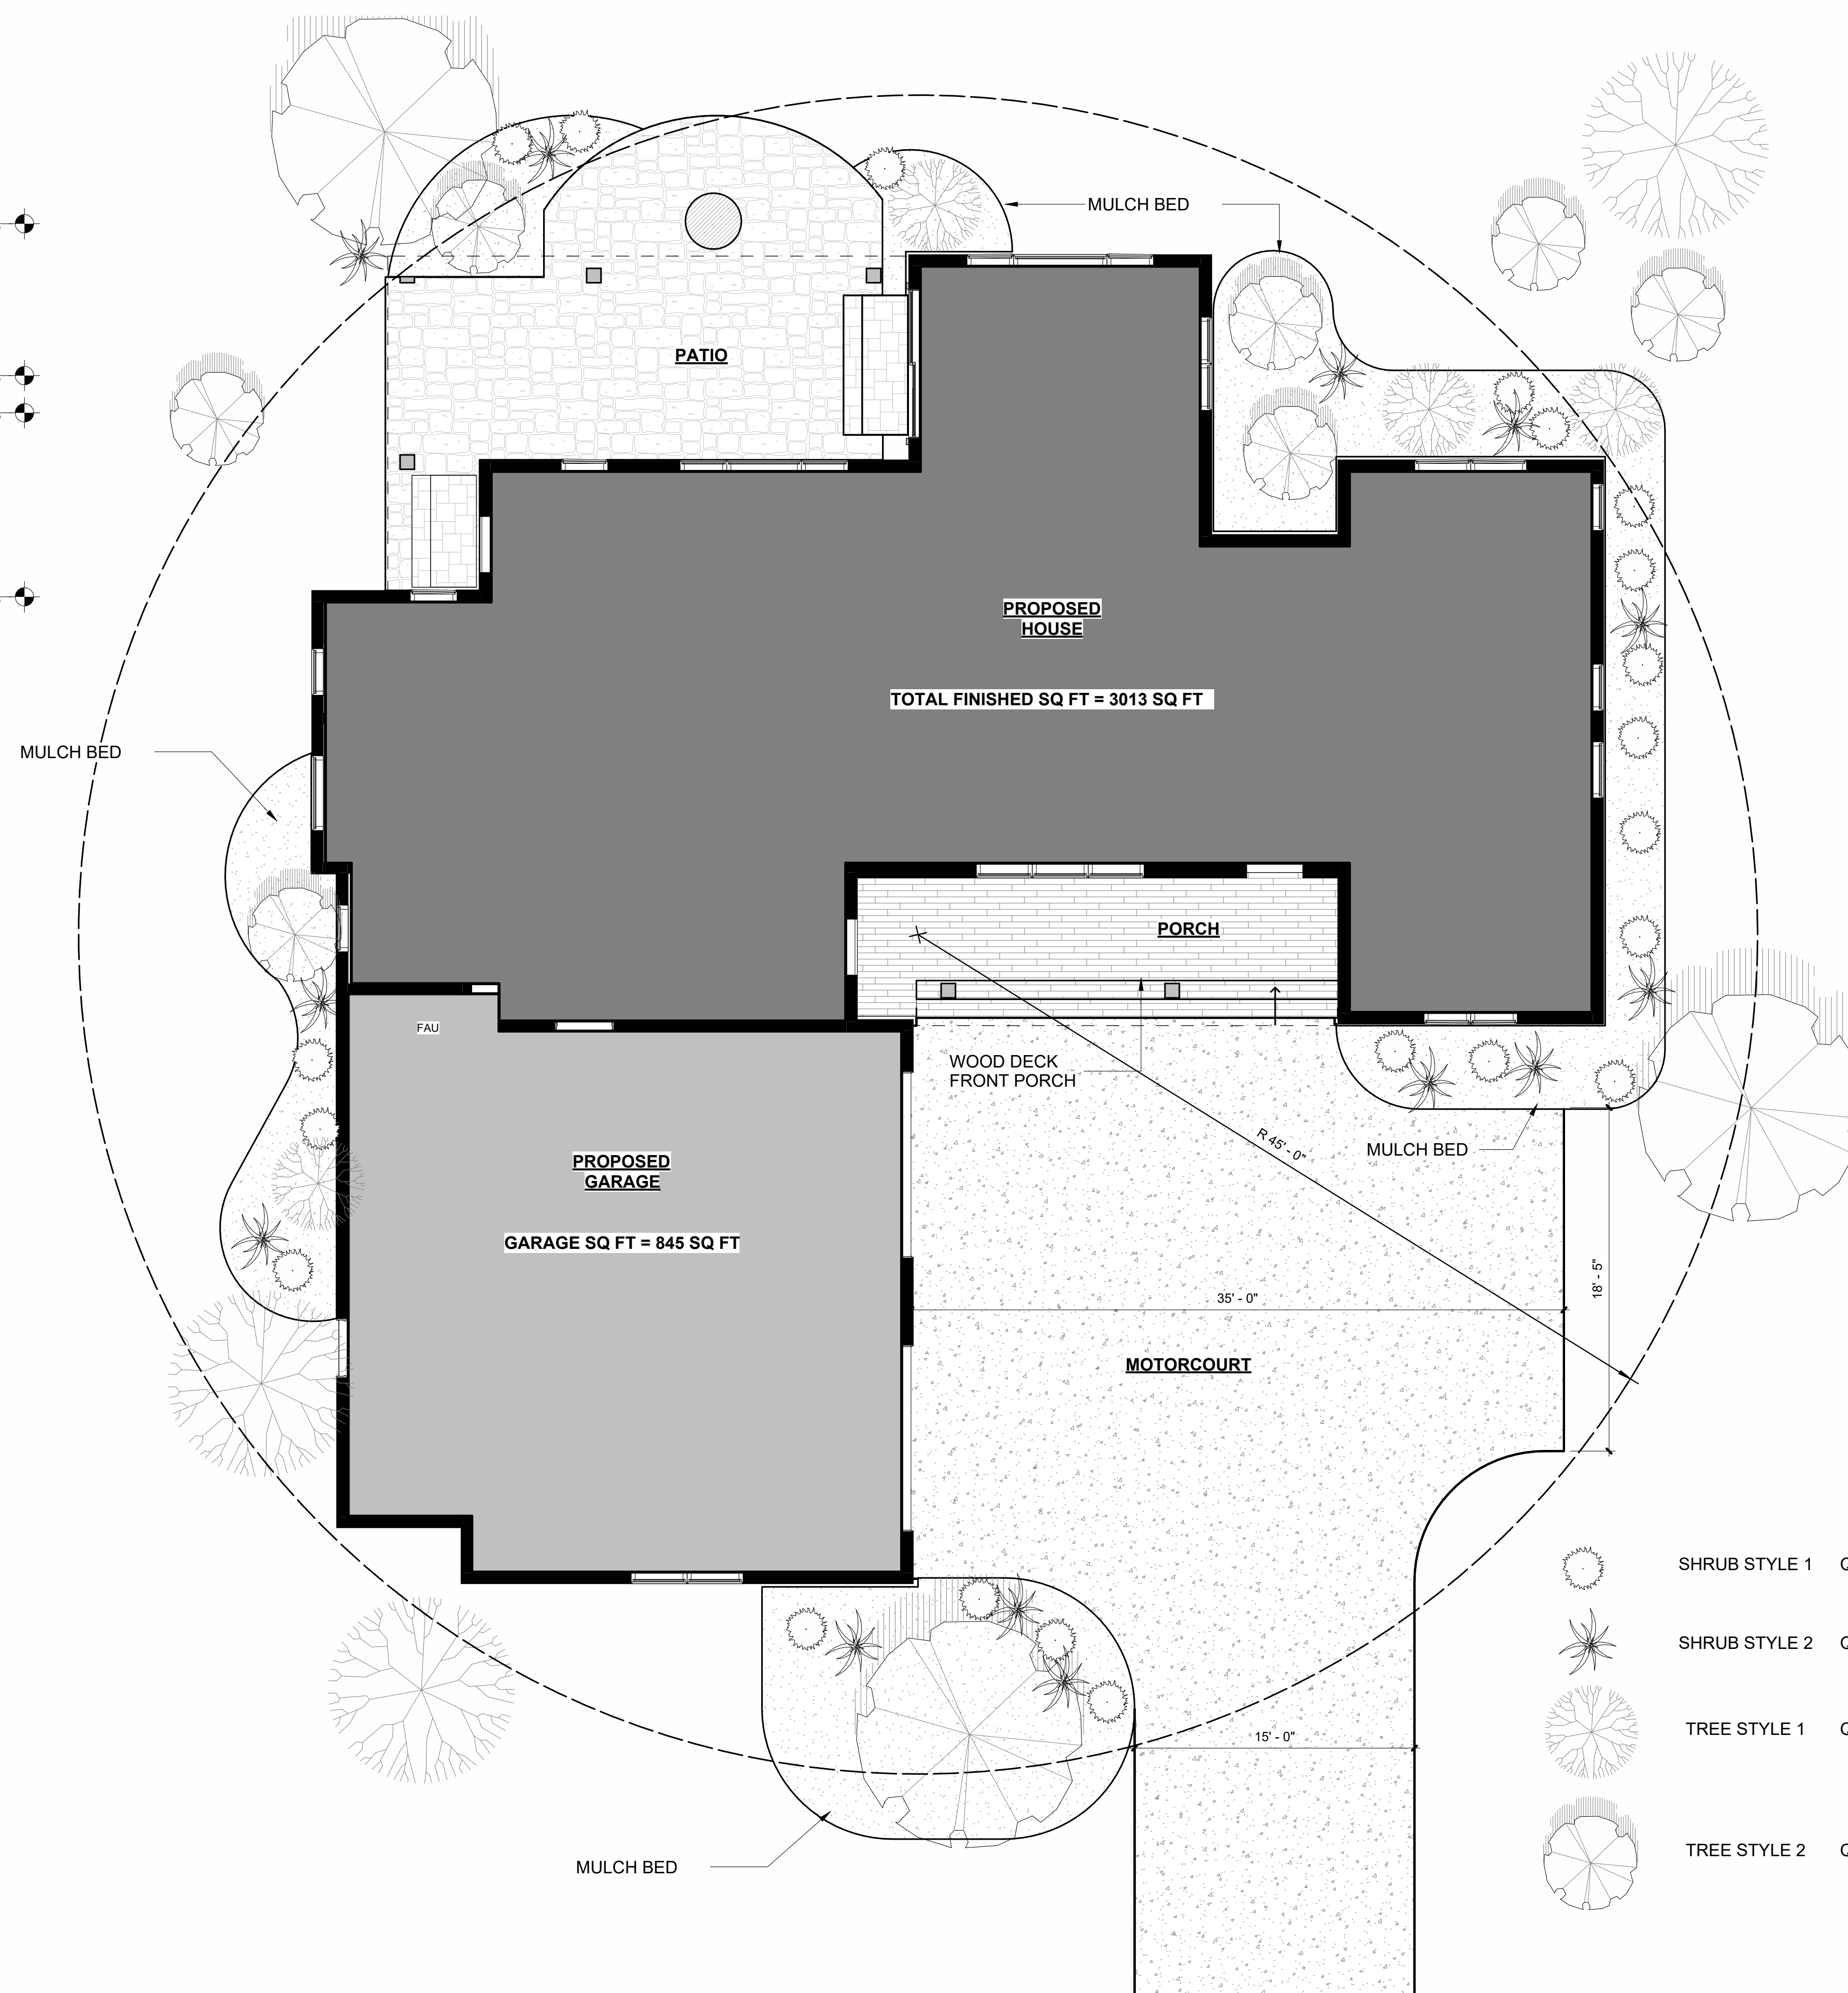 MULCH BED
PATIO
PROPOSED
HOUSE
TOTAL FINISHED SQ FT = 3013 SQ FT
MULCH BED
PORCH
FAU
WOOD DECK
FRONT PORCH
R 45' - 0"
MULCH BED
PROPOSED
GARAGE
GARAGE SQ FT = 845 SQ FT
18' - 5"
35' - 0"
MOTORCOURT
SHRUB STYLE 1
SHRUB STYLE 2
TREE STYLE 1
15' - 0"
TREE STYLE 2
MULCH BED